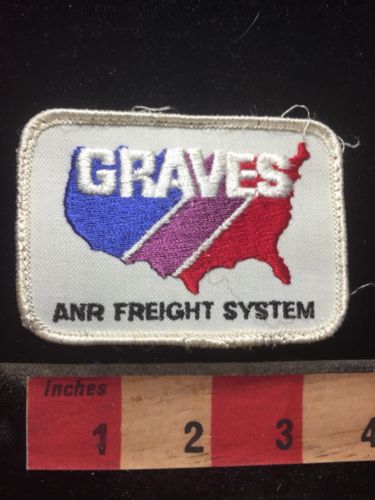 GRAVES
ANR FREIGHT SYSTEM
inches
1 2 3 4